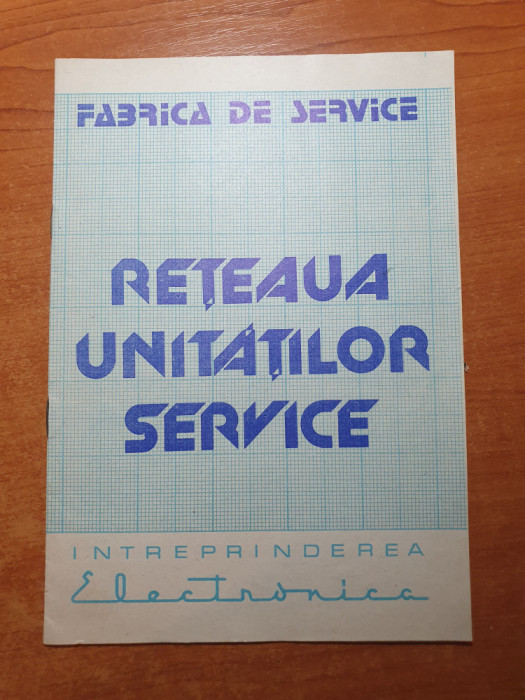 FABRICA DE SERVICE
REȚEAUA
UNITĂȚILOR
SERVICE
INTREPRINDEREA
Electronica